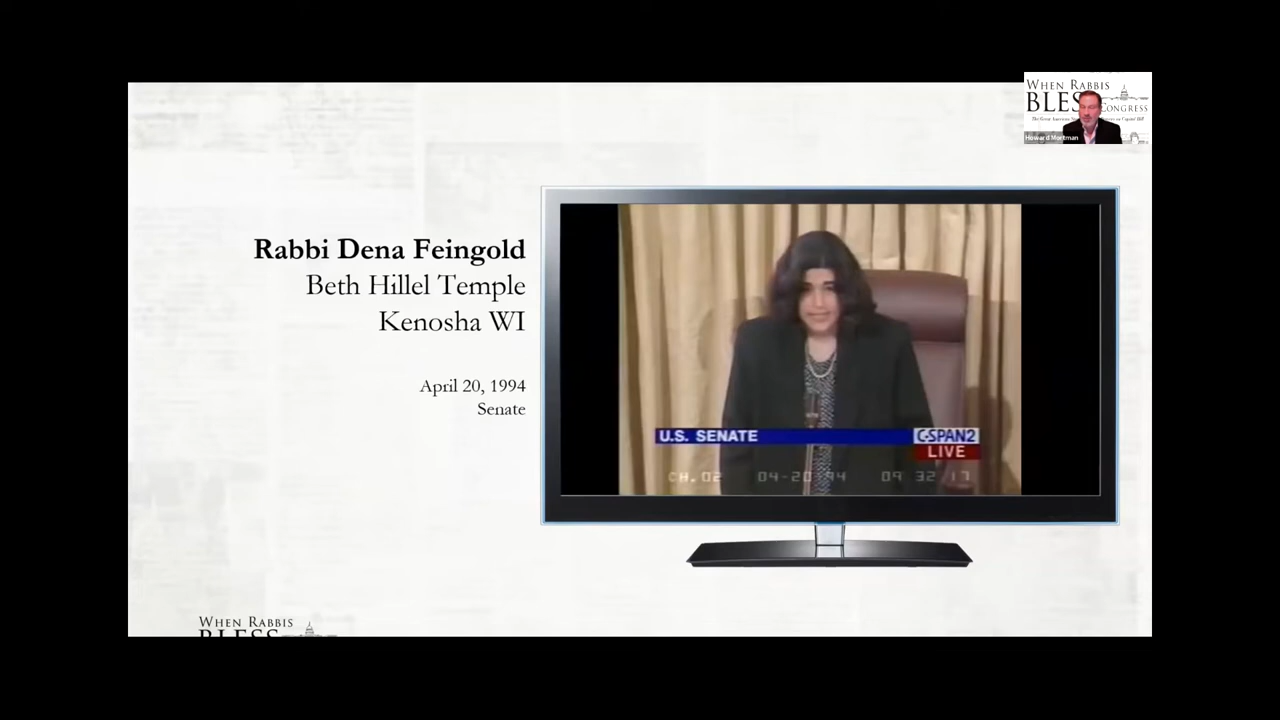 WHEN RABBIS
BLESS CONGRESS
Howard Mortman
Rabbi Dena Feingold
Beth Hillel Temple
Kenosha WI
April 20, 1994
Senate
U.S. SENATE
C-SPAN2
LIVE
CH. 02 04-20-94 09 32 17
WHEN RABBIS
BLESS